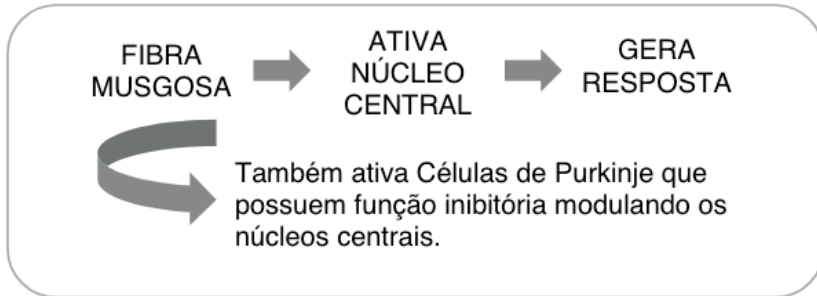 FIBRA
MUSGOSA
ATIVA
NÚCLEO
CENTRAL
GERA
RESPOSTA
Também ativa Células de Purkinje que
possuem função inibitória modulando os
núcleos centrais.